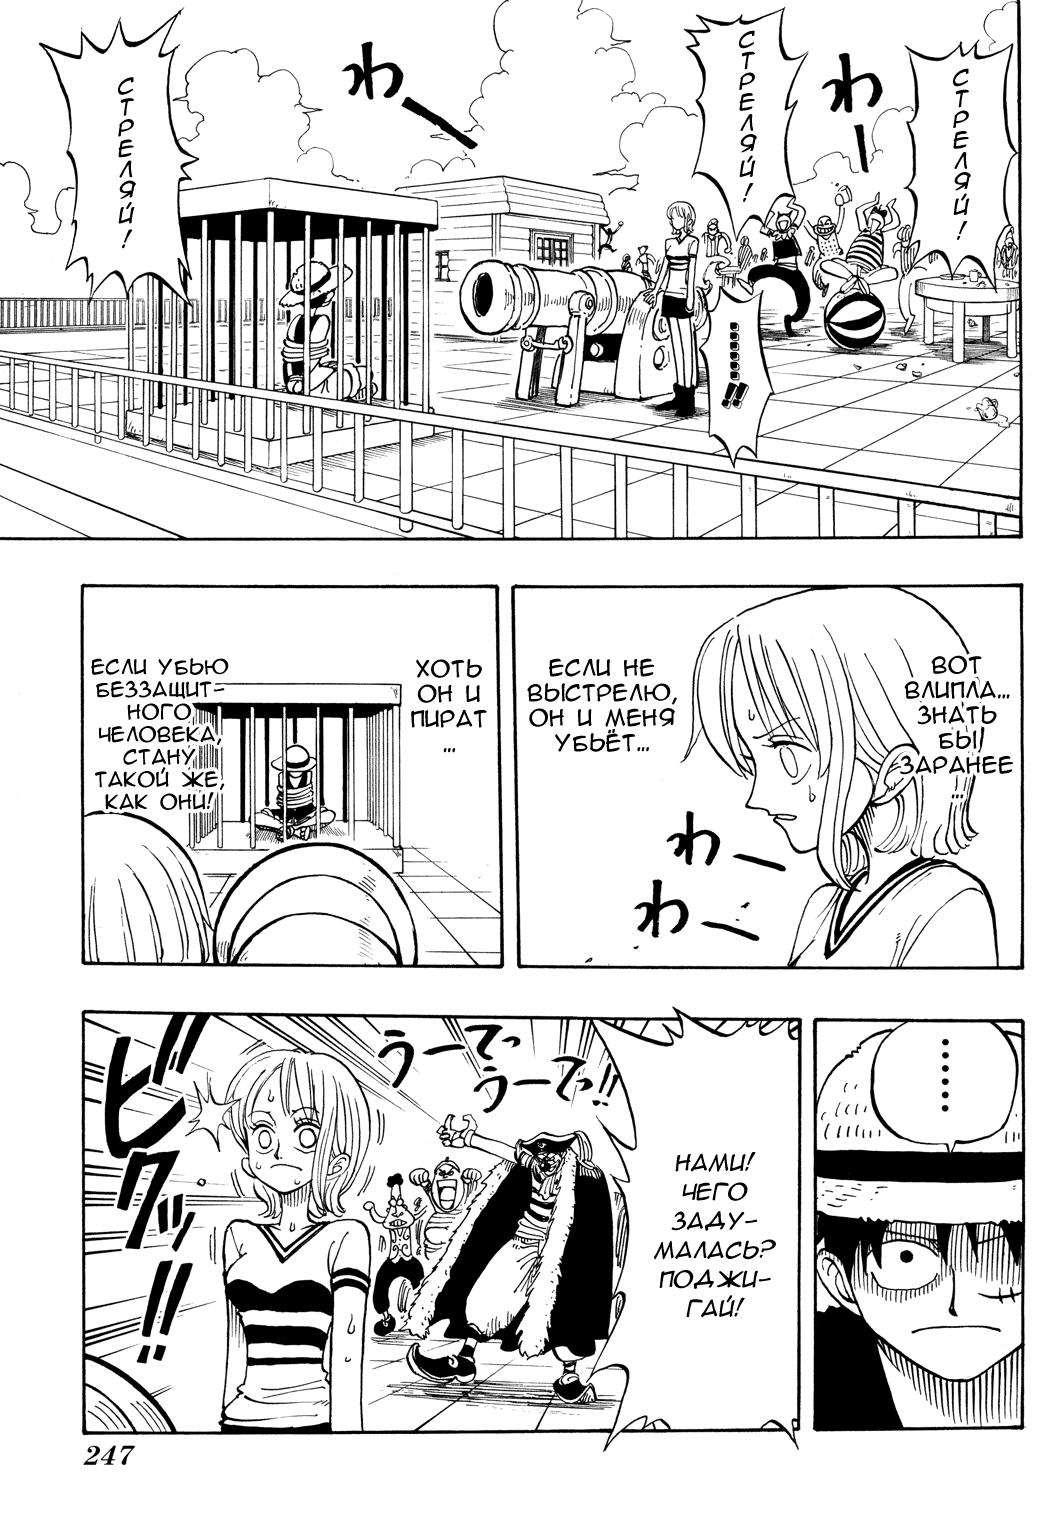 СТРЕЛЯЙ!
わー
СТРЕЛЯЙ!
わー
СТРЕЛЯЙ!
.......!!
ВОТ
ВЛИПЛА...
ЗНАТЬ
БЫ
ЗАРАНЕЕ
...
ЕСЛИ НЕ
ВЫСТРЕЛЮ,
ОН И МЕНЯ
УБЬЁТ...
わー
わー
ХОТЬ
ОН И
ПИРАТ
...
ЕСЛИ УБЬЮ
БЕЗЗАЩИТ-
НОГО
ЧЕЛОВЕКА,
СТАНУ
ТАКОЙ ЖЕ,
КАК ОНИ!
......
НАМИ!
ЧЕГО
ЗАДУ-
МАЛАСЬ?
ПОДЖИ-
ГАЙ!
うーてっ
うーてっ!!
ビクッ!!
247